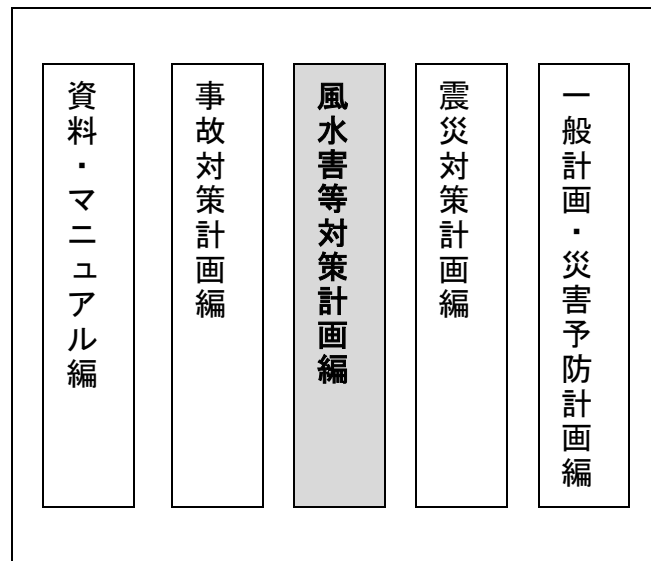 一般計画・災害予防計画編
震災対策計画編
風水害等対策計画編
事故対策計画編
資料・マニュアル編